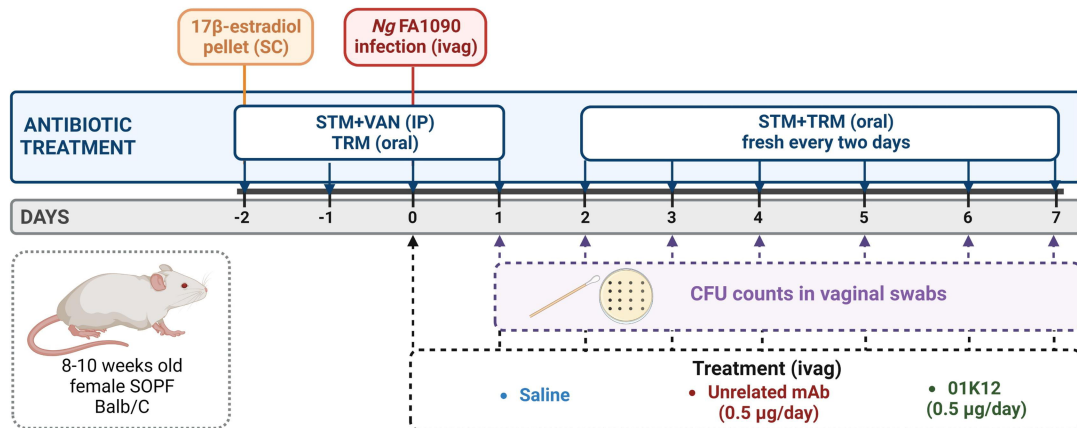 17β-estradiol
pellet (SC)
Ng FA1090
infection (ivag)
ANTIBIOTIC
TREATMENT
STM+VAN (IP)
TRM (oral)
STM+TRM (oral)
fresh every two days
DAYS
-2 -1 0 1 2 3 4 5 6 7
8-10 weeks old
female SOPF
Balb/C
CFU counts in vaginal swabs
Treatment (ivag)
• Saline
• Unrelated mAb
(0.5 µg/day)
• 01K12
(0.5 µg/day)